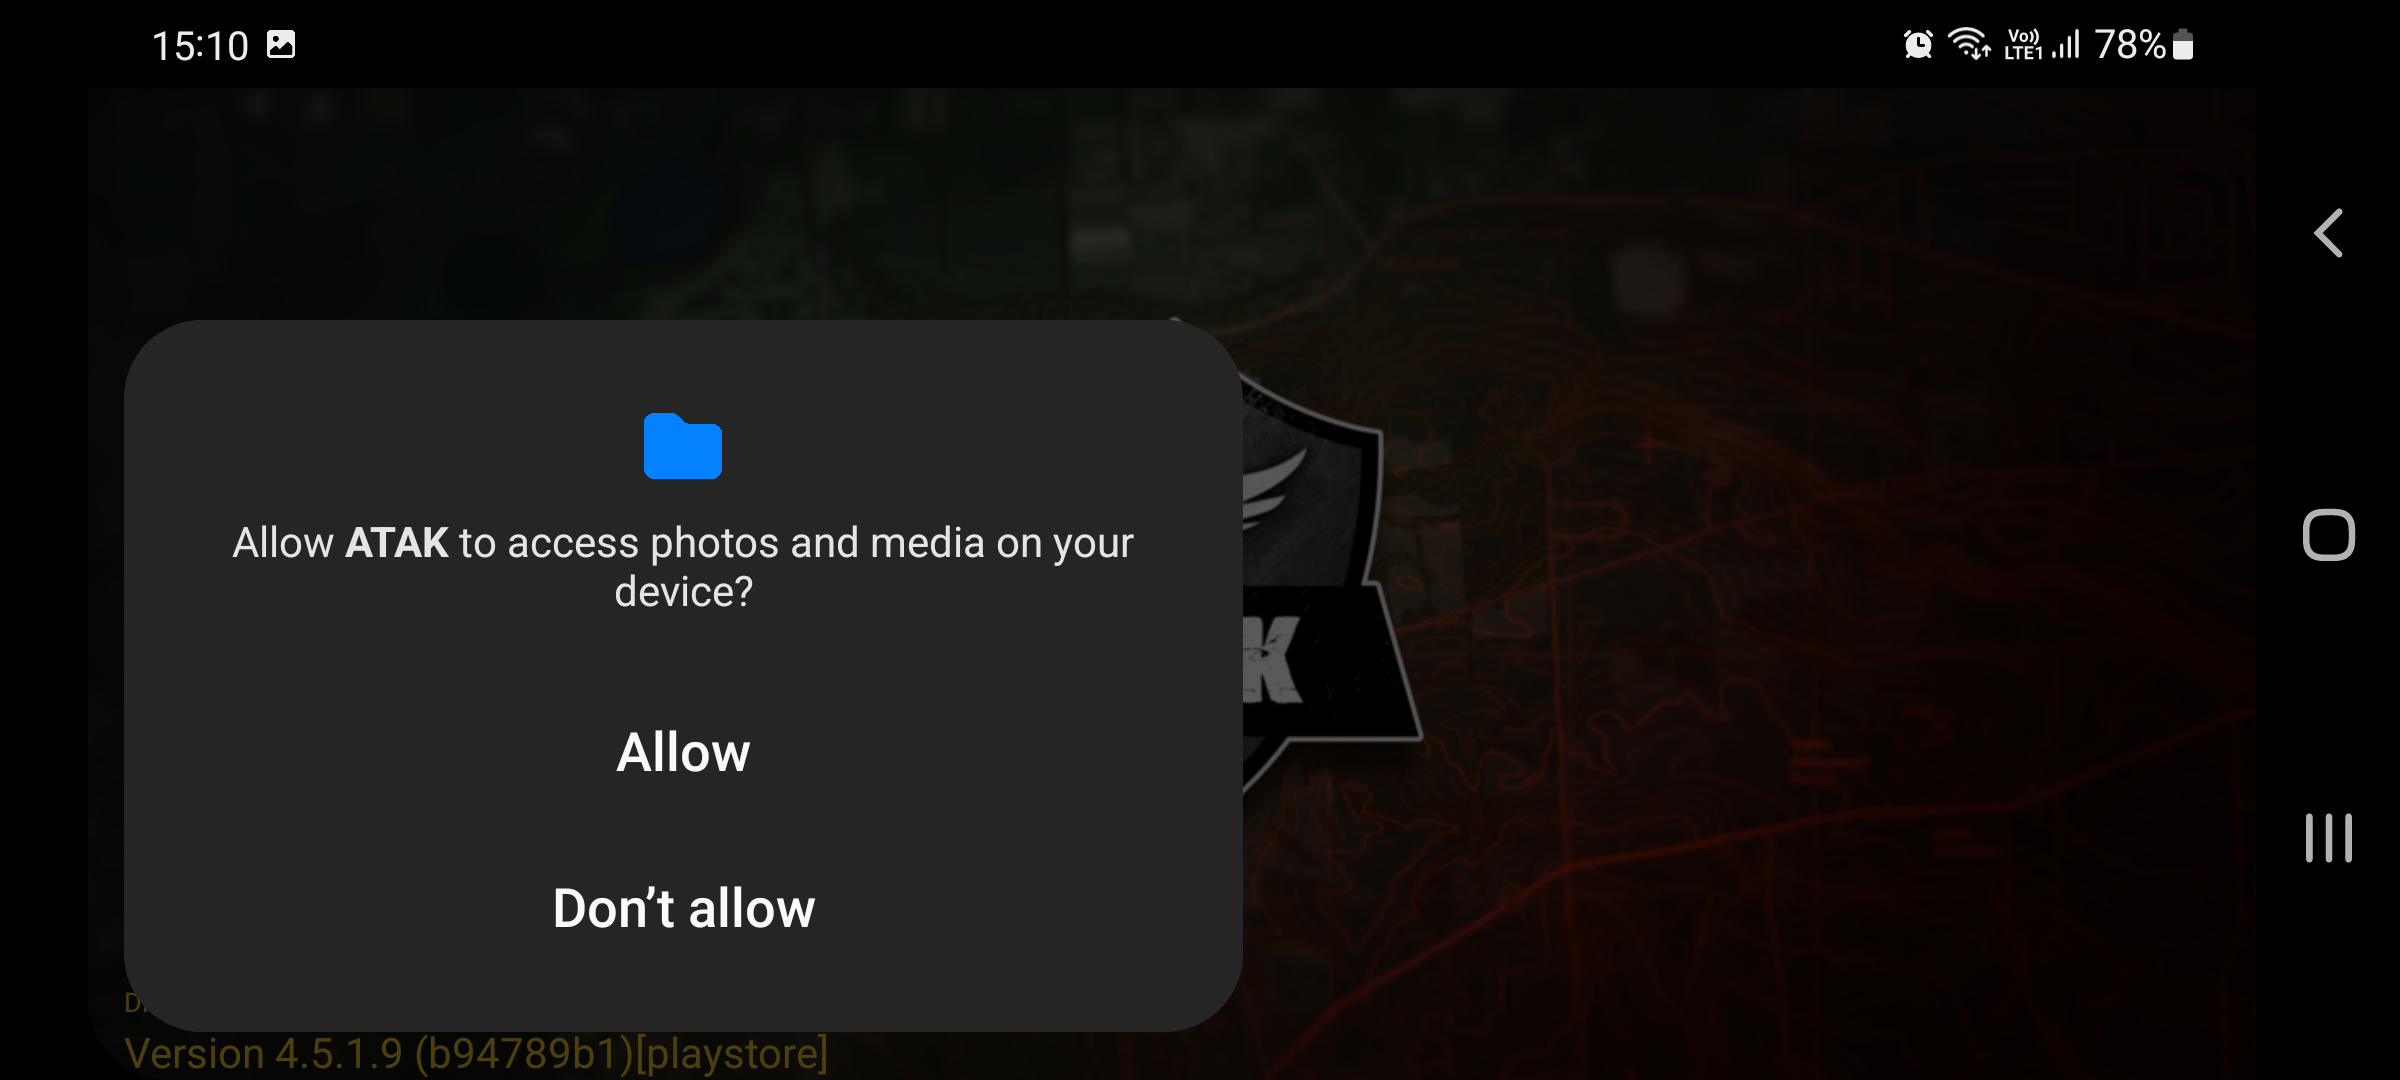 15:10
Vo)) LTE1 78%
Allow ATAK to access photos and media on your
device?
K
Allow
Don’t allow
Version 4.5.1.9 (b94789b1)[playstore]